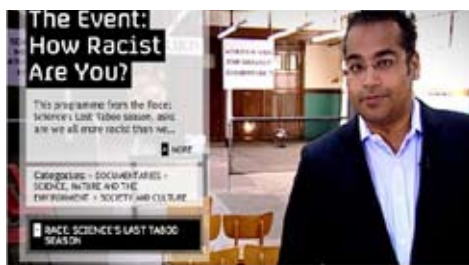 The Event:
How Racist
Are You?
This programme from the Race:
Science's Last Taboo season, asks
are we all more racist than we...
MORE
Categories: • DOCUMENTARIES •
SCIENCE, NATURE AND THE
ENVIRONMENT • SOCIETY AND CULTURE
RACE: SCIENCE'S LAST TABOO
SEASON